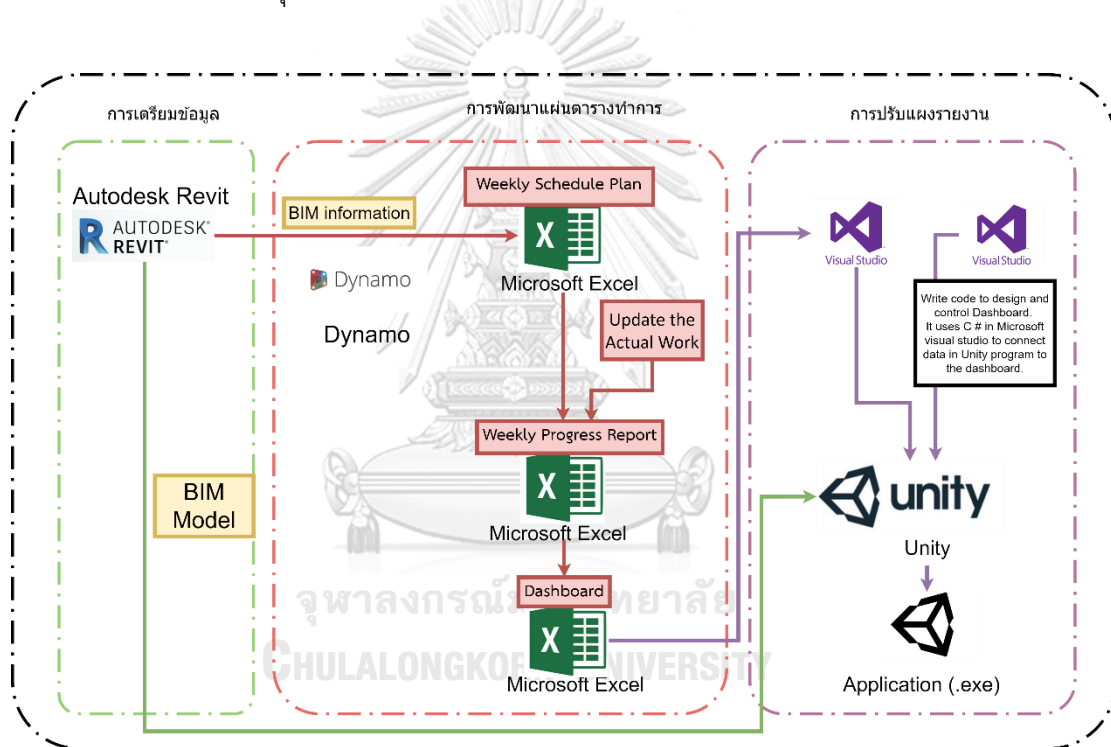 การเตรียมข้อมูล
การพัฒนาแผ่นตารางทำการ
การปรับแผงรายงาน
Autodesk Revit
AUTODESK®
REVIT®
BIM information
Dynamo
Dynamo
Weekly Schedule Plan
Microsoft Excel
Update the
Actual Work
Weekly Progress Report
Microsoft Excel
Dashboard
Microsoft Excel
BIM
Model
Visual Studio
Visual Studio
Write code to design and
control Dashboard.
It uses C # in Microsoft
visual studio to connect
data in Unity program to
the dashboard.
unity
Unity
Application (.exe)
จุฬาลงกรณ์
ทยาลัย
CHULALONGKO
NIVERSITY